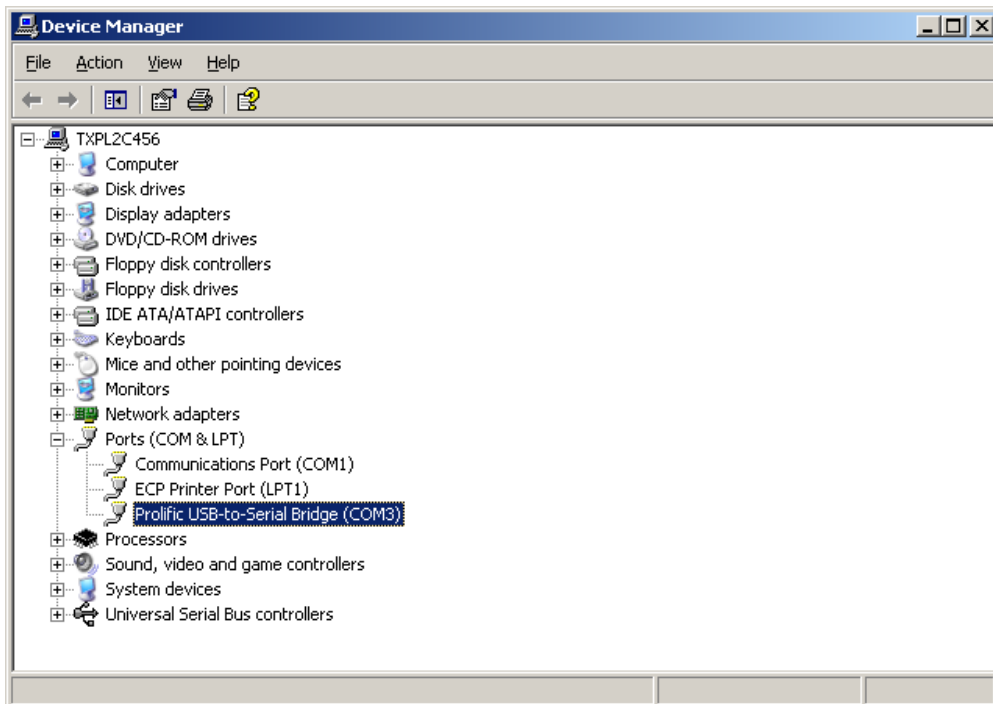 Device Manager
File Action View Help
TXPL2C456
Computer
Disk drives
Display adapters
DVD/CD-ROM drives
Floppy disk controllers
Floppy disk drives
IDE ATA/ATAPI controllers
Keyboards
Mice and other pointing devices
Monitors
Network adapters
Ports (COM & LPT)
Communications Port (COM1)
ECP Printer Port (LPT1)
Prolific USB-to-Serial Bridge (COM3)
Processors
Sound, video and game controllers
System devices
Universal Serial Bus controllers